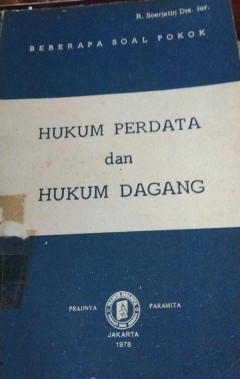 R. Soerjatin Drs. Iur.
BEBERAPA SOAL POKOK
HUKUM PERDATA
dan
HUKUM DAGANG
PRADNYA PARAMITA
JAKARTA
1978